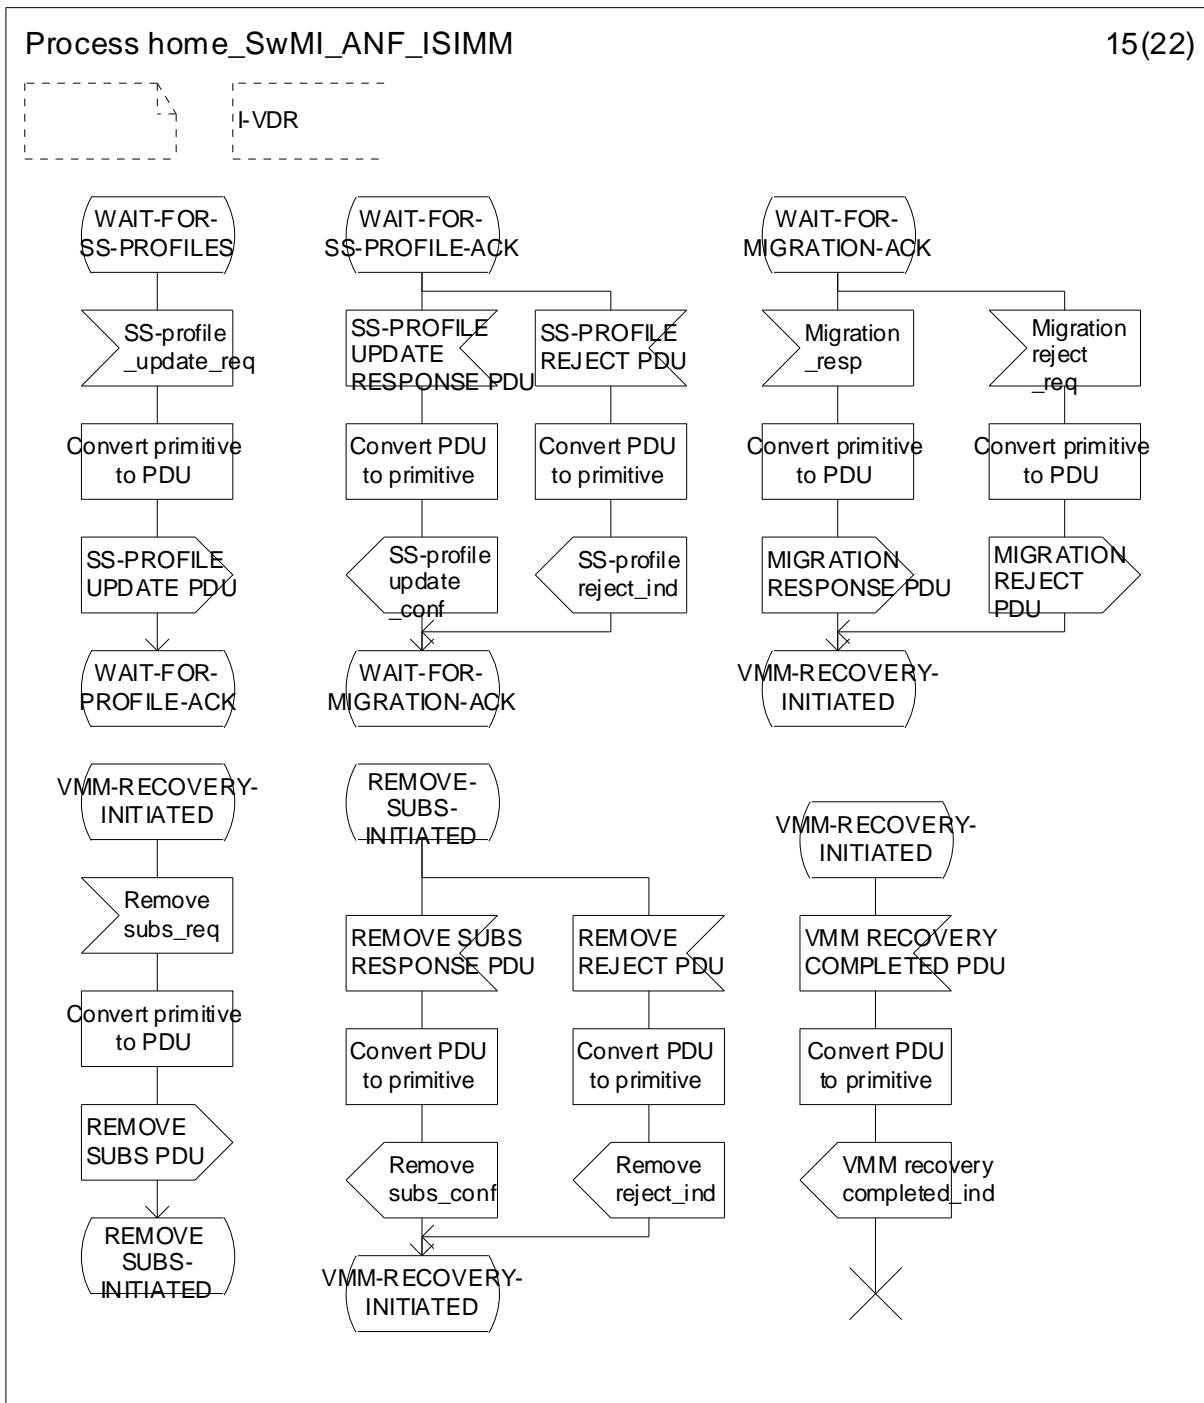 Process home_SwMI_ANF_ISIMM
15(22)
I-VDR
WAIT-FOR-
SS-PROFILES
SS-profile
_update_req
Convert primitive
to PDU
SS-PROFILE
UPDATE PDU
WAIT-FOR-
PROFILE-ACK
WAIT-FOR-
SS-PROFILE-ACK
SS-PROFILE
UPDATE
RESPONSE PDU
SS-PROFILE
REJECT PDU
Convert PDU
to primitive
Convert PDU
to primitive
SS-profile
update
_conf
SS-profile
reject_ind
WAIT-FOR-
MIGRATION-ACK
WAIT-FOR-
MIGRATION-ACK
Migration
_resp
Migration
reject
_req
Convert primitive
to PDU
Convert primitive
to PDU
MIGRATION
RESPONSE PDU
MIGRATION
REJECT
PDU
VMM-RECOVERY-
INITIATED
VMM-RECOVERY-
INITIATED
Remove
subs_req
Convert primitive
to PDU
REMOVE
SUBS PDU
REMOVE
SUBS-
INITIATED
REMOVE-
SUBS-
INITIATED
REMOVE SUBS
RESPONSE PDU
REMOVE
REJECT PDU
Convert PDU
to primitive
Convert PDU
to primitive
Remove
subs_conf
Remove
reject_ind
VMM-RECOVERY-
INITIATED
VMM-RECOVERY-
INITIATED
VMM RECOVERY
COMPLETED PDU
Convert PDU
to primitive
VMM recovery
completed_ind